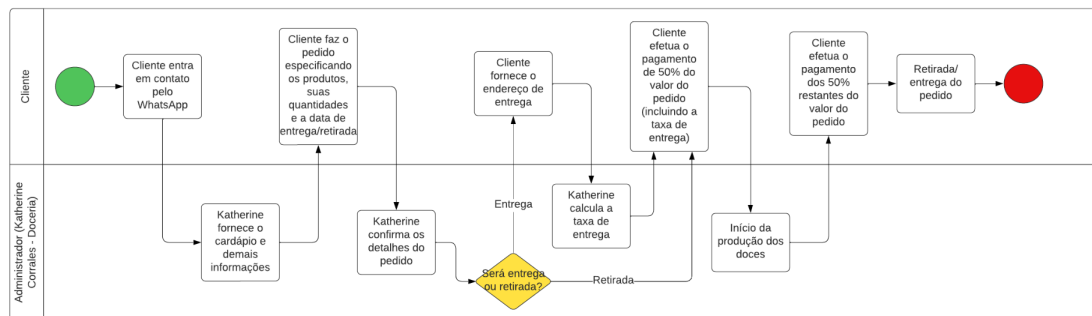 Cliente
Cliente entra
em contato
pelo
WhatsApp
Cliente faz o
pedido
especificando
os produtos,
suas
quantidades
e a data de
entrega/retirada
Cliente
fornece o
endereço de
entrega
Cliente
efetua o
pagamento
de 50% do
valor do
pedido
(incluindo a
taxa de
entrega)
Cliente
efetua o
pagamento
dos 50%
restantes do
valor do
pedido
Retirada/
entrega do
pedido
Administrador (Katherine
Corrales - Doceria)
Katherine
fornece o
cardápio e
demais
informações
Katherine
confirma os
detalhes do
pedido
Será entrega
ou retirada?
Entrega
Retirada
Katherine
calcula a
taxa de
entrega
Início da
produção dos
doces